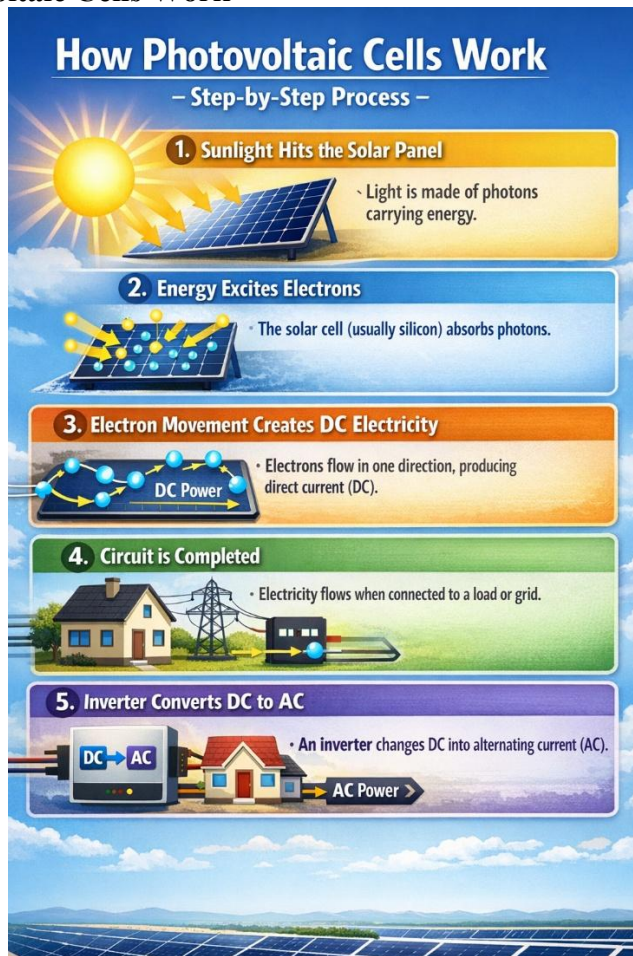 How Photovoltaic Cells Work
– Step-by-Step Process –
1. Sunlight Hits the Solar Panel
· Light is made of photons
carrying energy.
2. Energy Excites Electrons
· The solar cell (usually silicon) absorbs photons.
3. Electron Movement Creates DC Electricity
· Electrons flow in one direction, producing
direct current (DC).
DC Power
4. Circuit is Completed
· Electricity flows when connected to a load or grid.
5. Inverter Converts DC to AC
· An inverter changes DC into alternating current (AC).
DC AC
AC Power